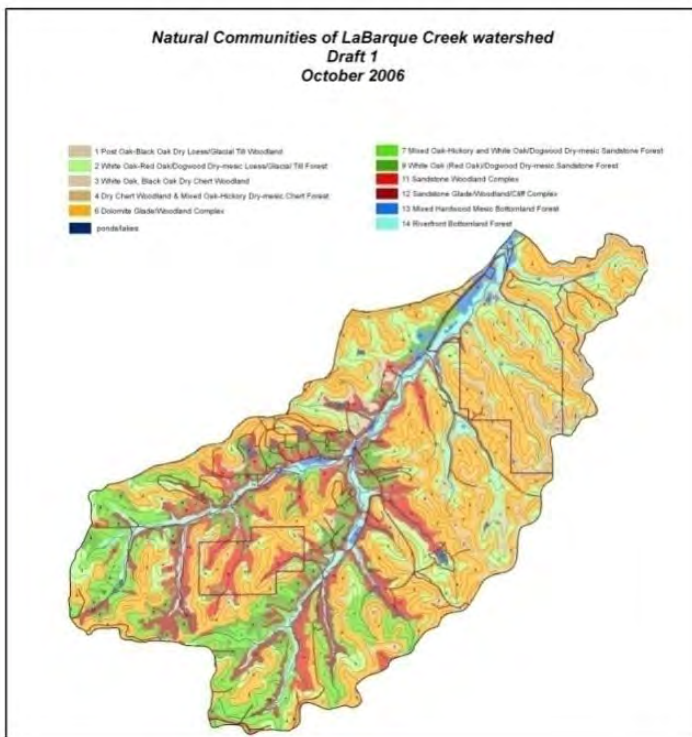 Natural Communities of LaBarque Creek watershed
Draft 1
October 2006
1 Post Oak-Black Oak Dry Loess/Glacial Till Woodland
2 White Oak-Red Oak/Dogwood Dry-mesic Loess/Glacial Till Forest
3 White Oak, Black Oak Dry Chert Woodland
4 Dry Chert Woodland & Mixed Oak-Hickory Dry-mesic Chert Forest
6 Dolomite Glade/Woodland Complex
ponds/lakes
7 Mixed Oak-Hickory and White Oak/Dogwood Dry-mesic Sandstone Forest
9 White Oak (Red Oak)/Dogwood Dry-mesic Sandstone Forest
11 Sandstone Woodland Complex
12 Sandstone Glade/Woodland/Cliff Complex
13 Mixed Hardwood Mesic Bottomland Forest
14 Riverfront Bottomland Forest